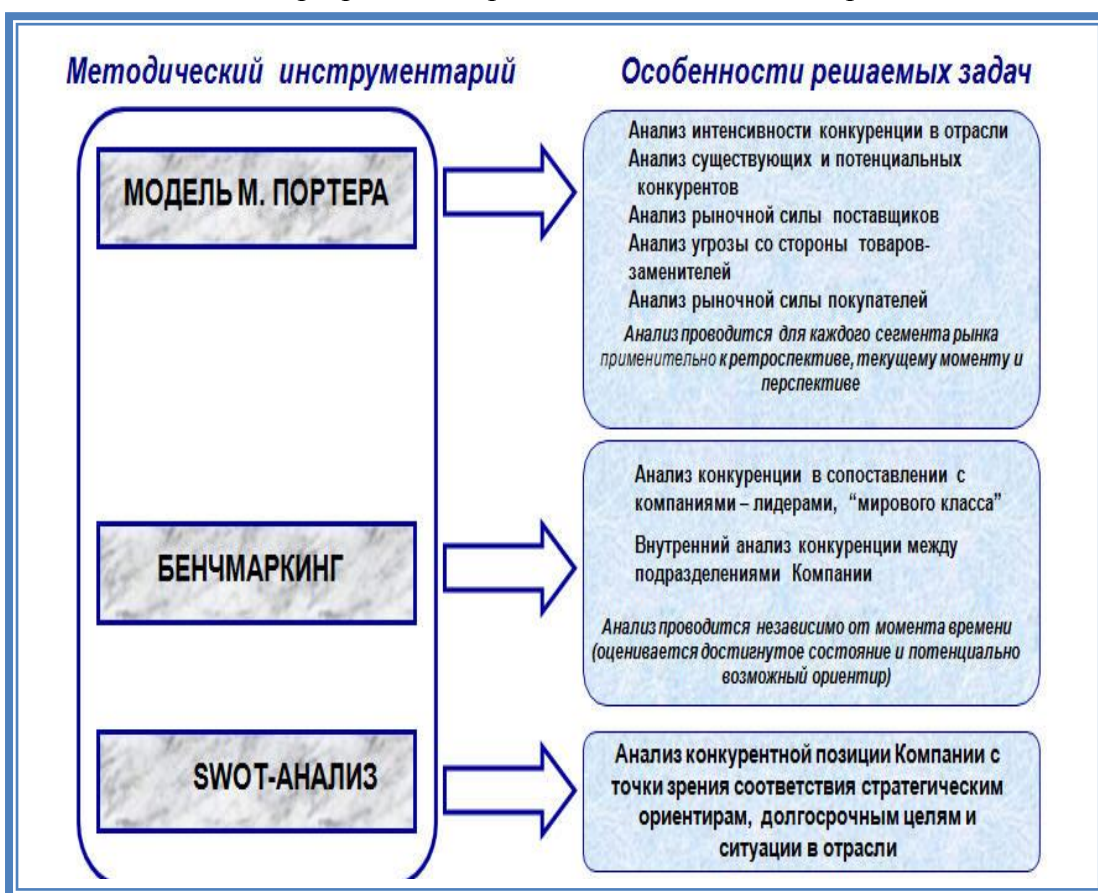 Методический инструментарий
Особенности решаемых задач
МОДЕЛЬ М. ПОРТЕРА
Анализ интенсивности конкуренции в отрасли
Анализ существующих и потенциальных
конкурентов
Анализ рыночной силы поставщиков
Анализ угрозы со стороны товаров-
заменителей
Анализ рыночной силы покупателей
Анализ проводится для каждого сегмента рынка
применительно к ретроспективе, текущему моменту и
перспективе
БЕНЧМАРКИНГ
Анализ конкуренции в сопоставлении с
компаниями – лидерами, “мирового класса”
Внутренний анализ конкуренции между
подразделениями Компании
Анализ проводится независимо от момента времени
(оценивается достигнутое состояние и потенциально
возможный ориентир)
SWOT-АНАЛИЗ
Анализ конкурентной позиции Компании с
точки зрения соответствия стратегическим
ориентирам, долгосрочным целям и
ситуации в отрасли